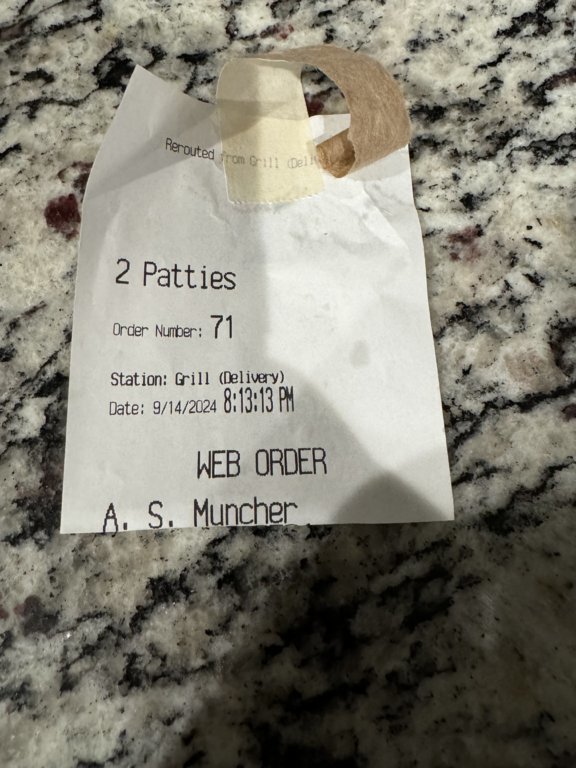 Rerouted from Grill (Deli
2 Patties
Order Number: 71
Station: Grill (Delivery)
Date: 9/14/2024 8:13:13 PM
WEB ORDER
A. S. Muncher